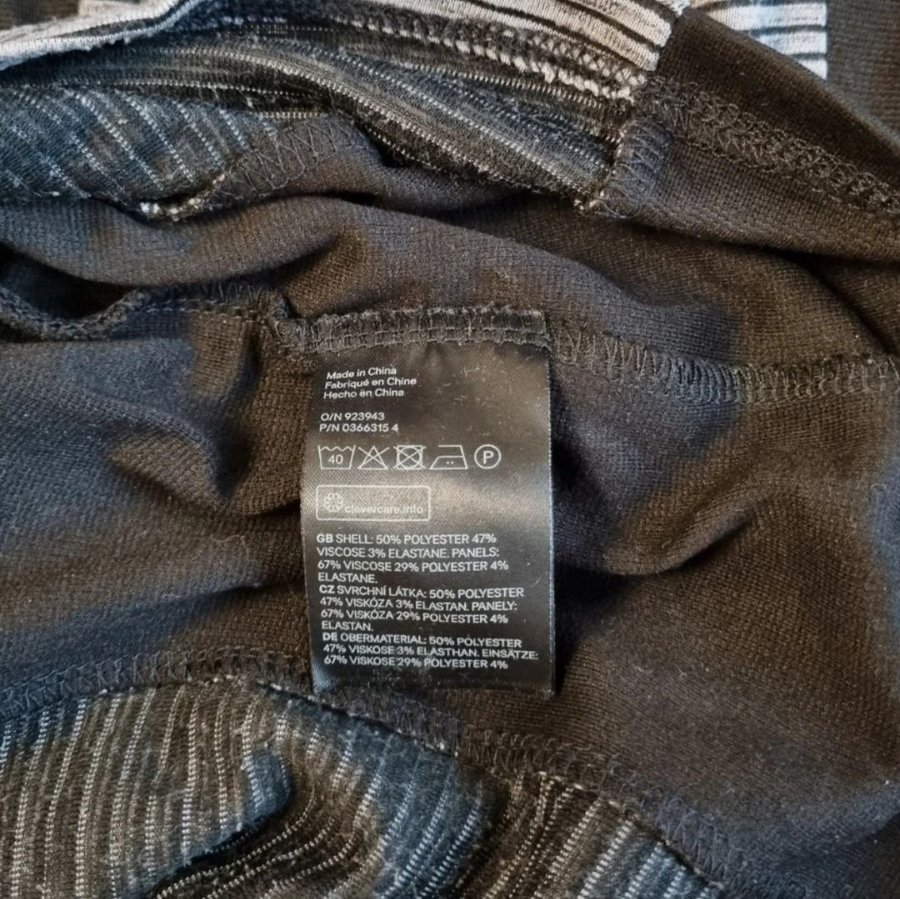 Made in China
Fabriqué en Chine
Hecho en China
O/N 923943
P/N 0366315 4
40 P
clevercare.info
GB SHELL: 50% POLYESTER 47%
VISCOSE 3% ELASTANE. PANELS:
67% VISCOSE 29% POLYESTER 4%
ELASTANE.
CZ SVRCHNÍ LÁTKA: 50% POLYESTER
47% VISKÓZA 3% ELASTAN. PANELY:
67% VISKÓZA 29% POLYESTER 4%
ELASTAN.
DE OBERMATERIAL: 50% POLYESTER
47% VISKOSE 3% ELASTHAN. EINSÄTZE:
67% VISKOSE 29% POLYESTER 4%